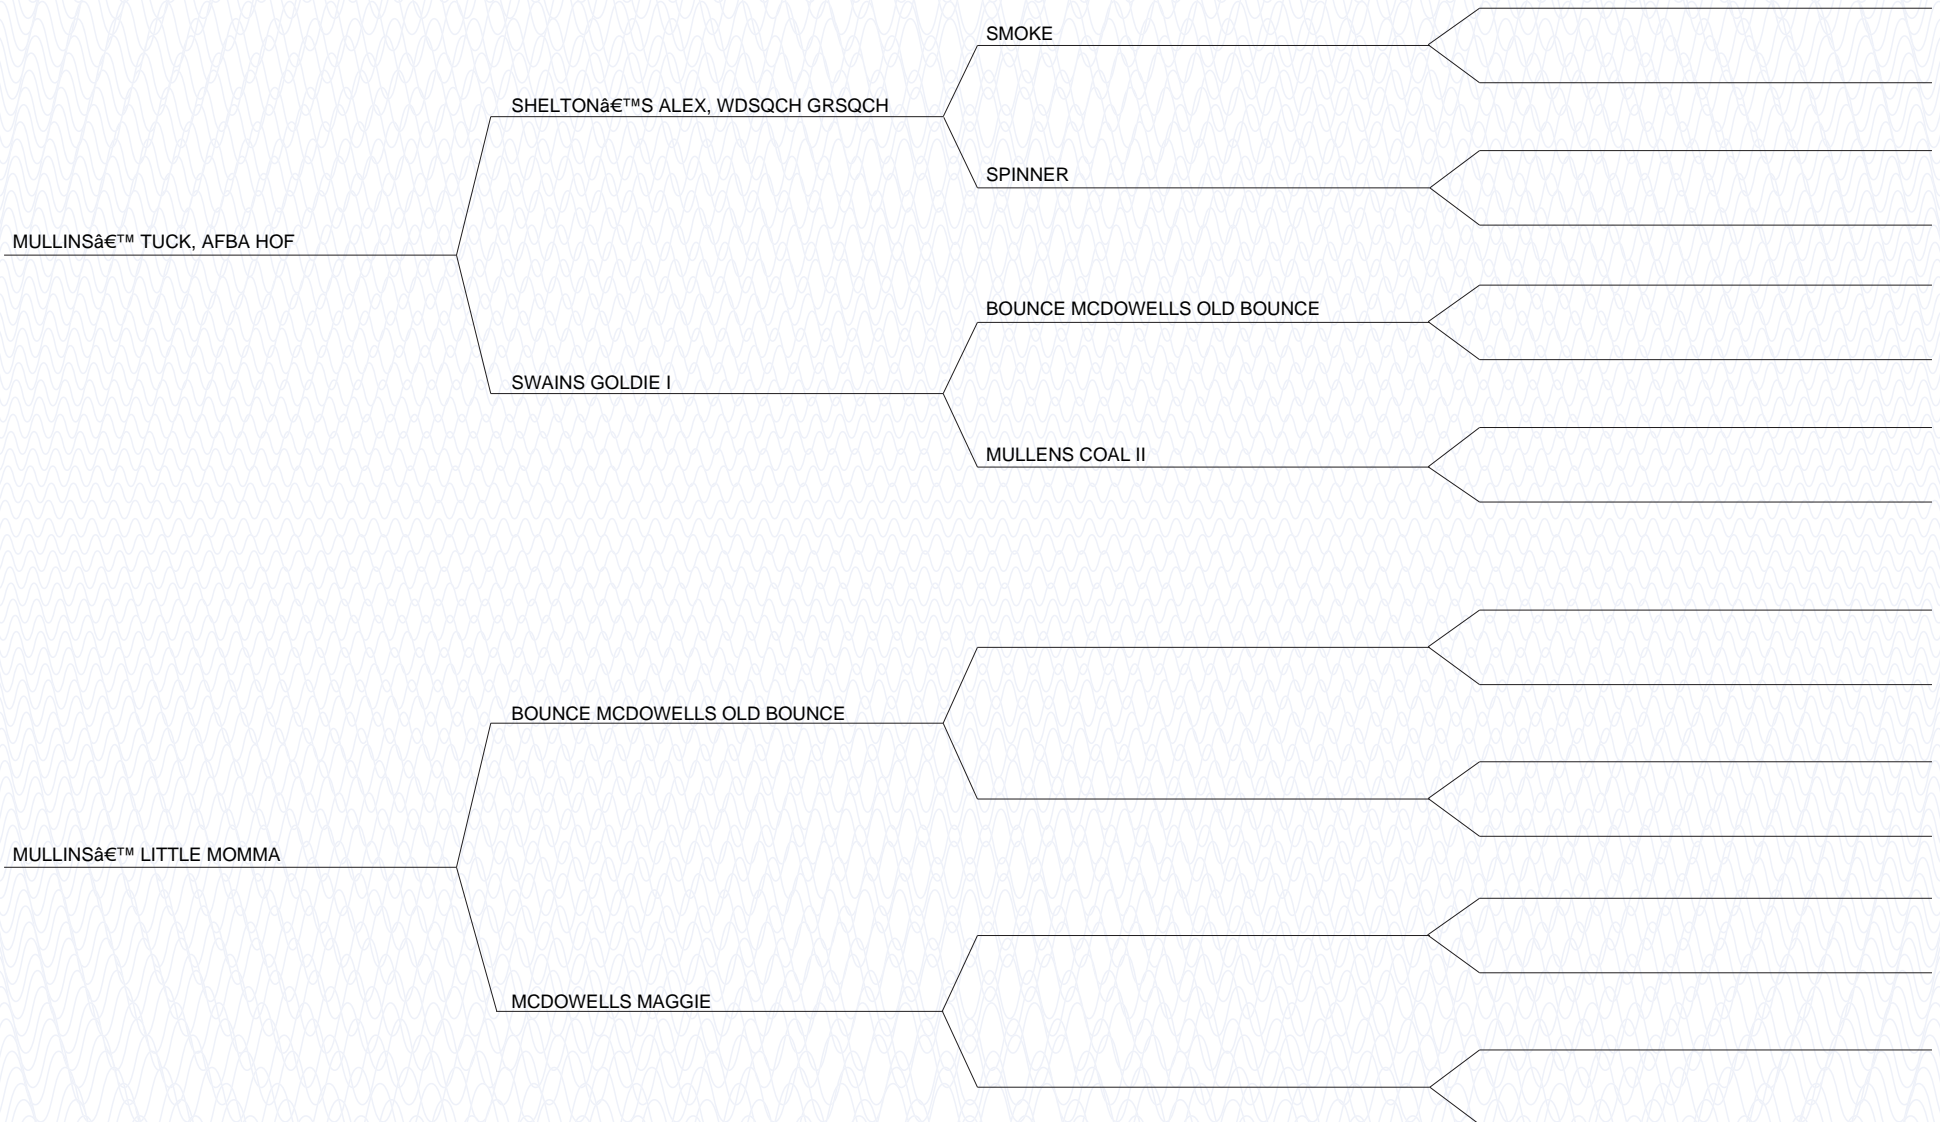 SMOKE
SHELTONâ€™S ALEX, WDSQCH GRSQCH
SPINNER
MULLINSâ€™ TUCK, AFBA HOF
BOUNCE MCDOWELLS OLD BOUNCE
SWAINS GOLDIE I
MULLENS COAL II
BOUNCE MCDOWELLS OLD BOUNCE
MULLINSâ€™ LITTLE MOMMA
MCDOWELLS MAGGIE